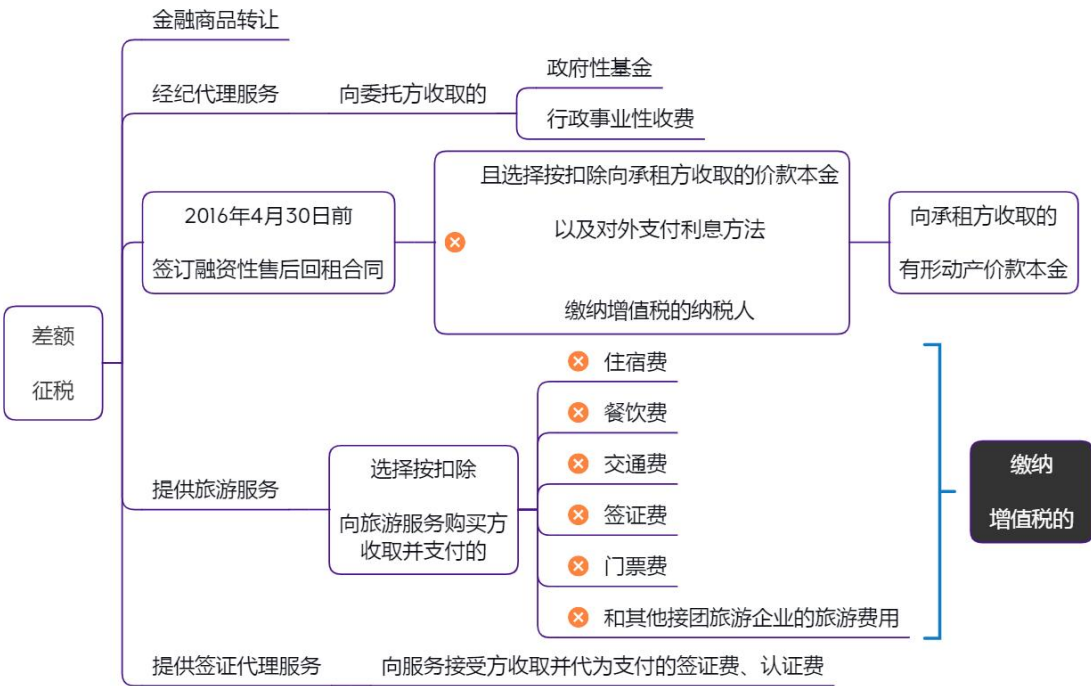 金融商品转让
经纪代理服务
向委托方收取的
政府性基金
行政事业性收费
2016年4月30日前
签订融资性售后回租合同
且选择按扣除向承租方收取的价款本金
以及对外支付利息方法
缴纳增值税的纳税人
向承租方收取的
有形动产价款本金
差额
征税
提供旅游服务
选择按扣除
向旅游服务购买方
收取并支付的
住宿费
餐饮费
交通费
签证费
门票费
和其他接团旅游企业的旅游费用
缴纳
增值税的
提供签证代理服务
向服务接受方收取并代为支付的签证费、认证费